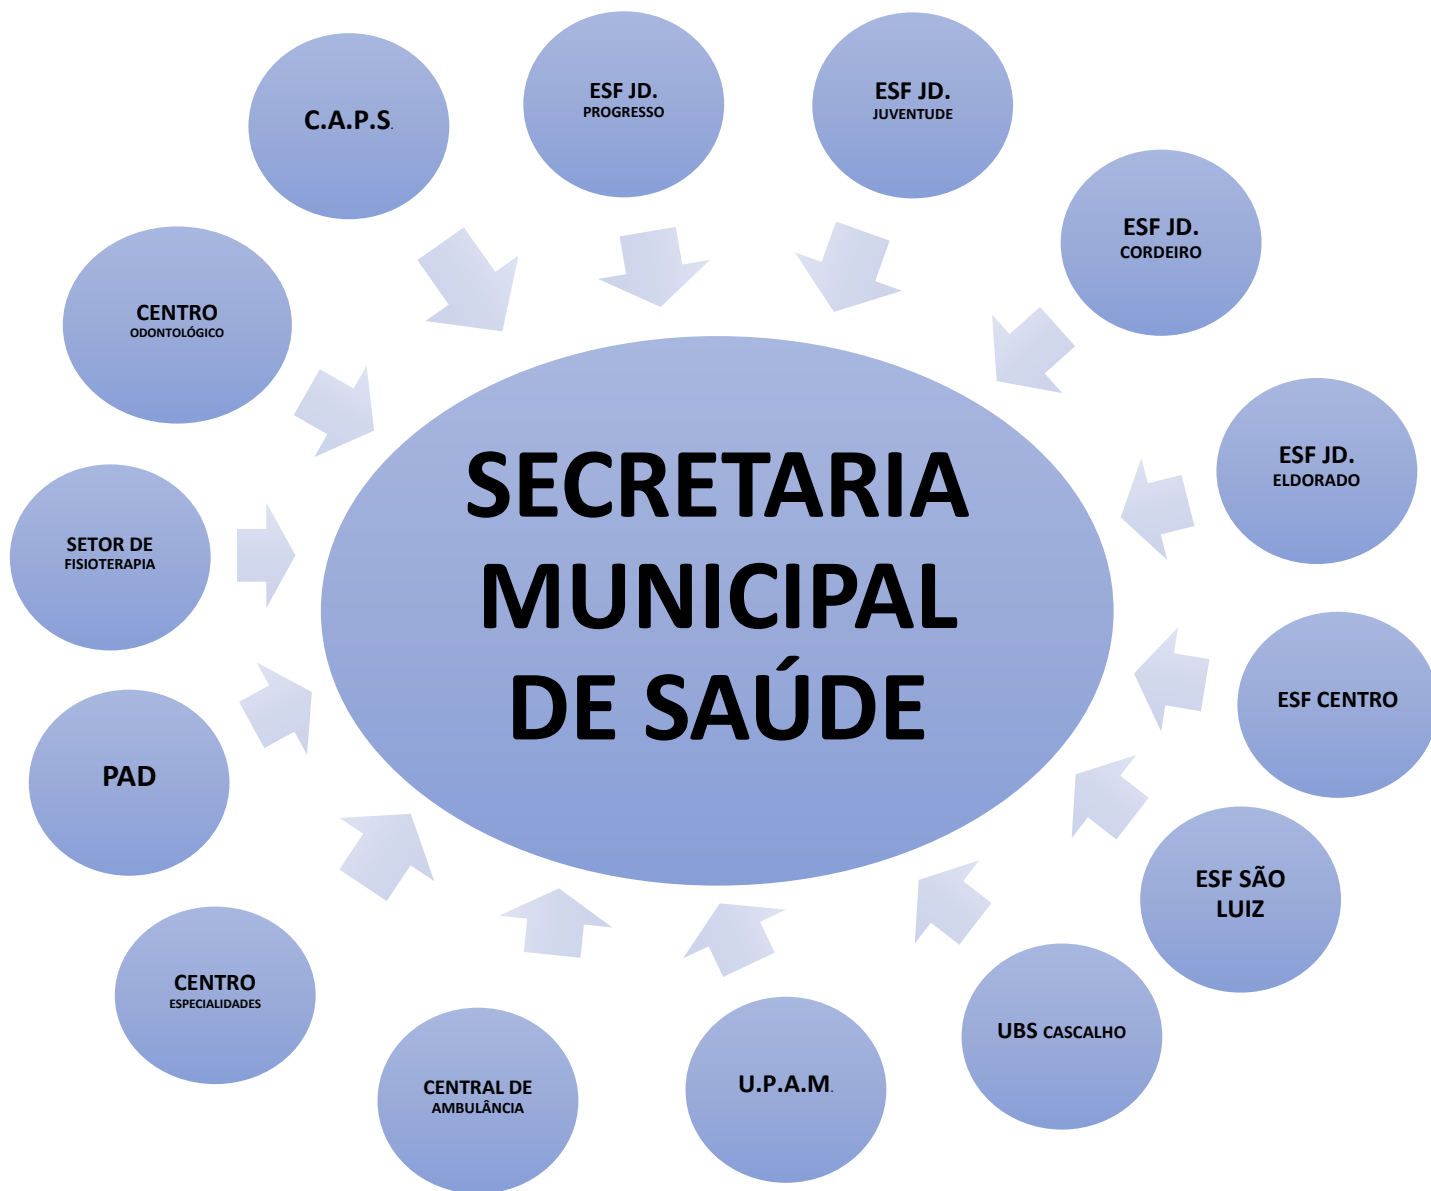 C.A.P.S.
ESF JD.
PROGRESSO
ESF JD.
JUVENTUDE
ESF JD.
CORDEIRO
CENTRO
ODONTOLÓGICO
ESF JD.
ELDORADO
SETOR DE
FISIOTERAPIA
SECRETARIA
MUNICIPAL
DE SAÚDE
ESF CENTRO
PAD
ESF SÃO
LUIZ
CENTRO
ESPECIALIDADES
UBS CASCALHO
CENTRAL DE
AMBULÂNCIA
U.P.A.M.